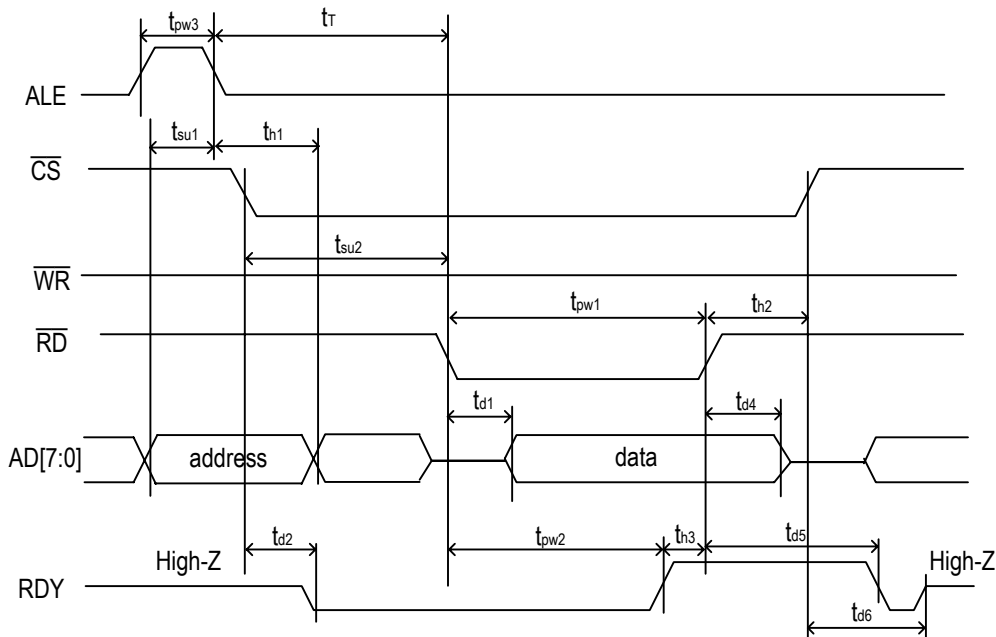 tpw3 tT
ALE
tsu1 th1
CS
tsu2
WR
tpw1 th2
RD
td1 td4
AD[7:0] address data
td2 tpw2 th3 td5
High-Z High-Z
RDY
td6